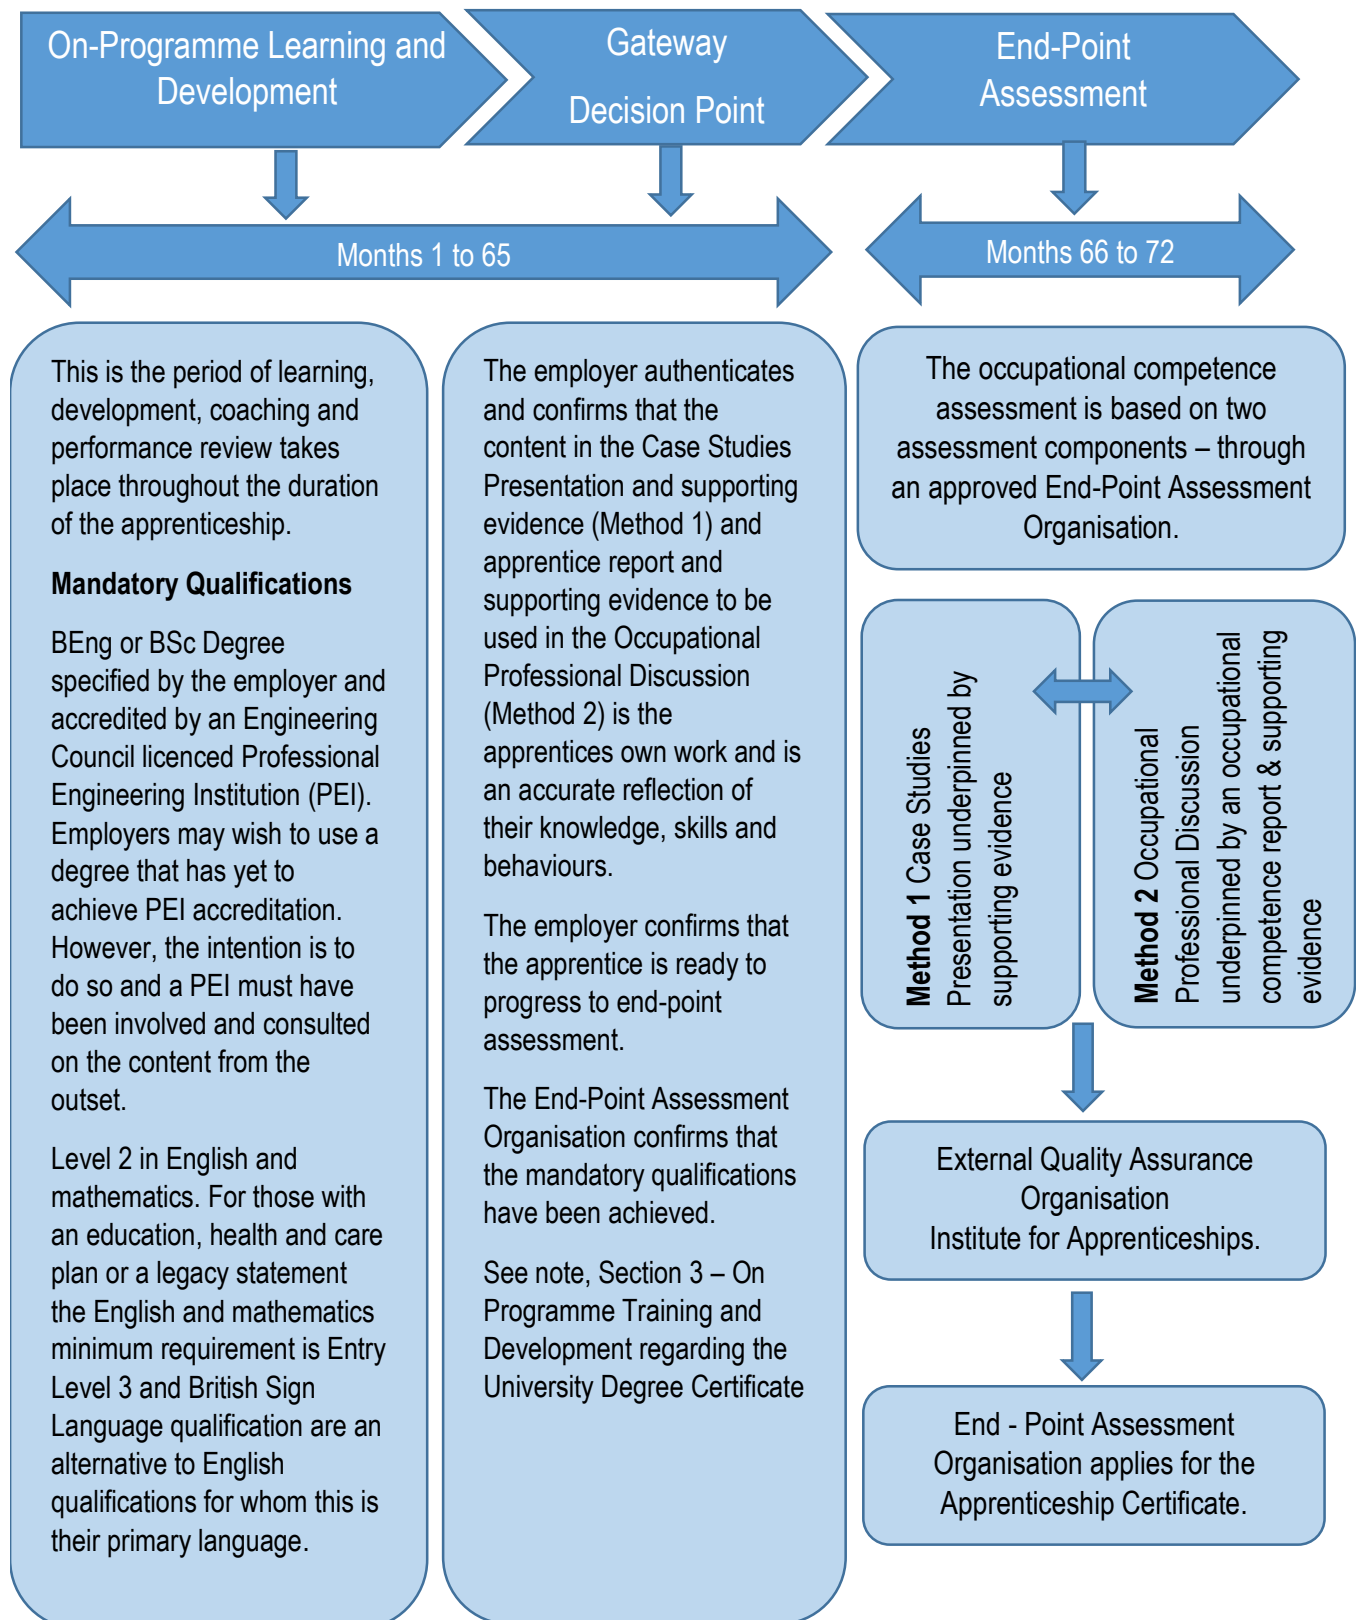 On-Programme Learning and
Development
Gateway
Decision Point
End-Point
Assessment
Months 1 to 65
Months 66 to 72
This is the period of learning,
development, coaching and
performance review takes
place throughout the duration
of the apprenticeship.
Mandatory Qualifications
BEng or BSc Degree
specified by the employer and
accredited by an Engineering
Council licenced Professional
Engineering Institution (PEI).
Employers may wish to use a
degree that has yet to
achieve PEI accreditation.
However, the intention is to
do so and a PEI must have
been involved and consulted
on the content from the
outset.
Level 2 in English and
mathematics. For those with
an education, health and care
plan or a legacy statement
the English and mathematics
minimum requirement is Entry
Level 3 and British Sign
Language qualification are an
alternative to English
qualifications for whom this is
their primary language.
The employer authenticates
and confirms that the
content in the Case Studies
Presentation and supporting
evidence (Method 1) and
apprentice report and
supporting evidence to be
used in the Occupational
Professional Discussion
(Method 2) is the
apprentices own work and is
an accurate reflection of
their knowledge, skills and
behaviours.
The employer confirms that
the apprentice is ready to
progress to end-point
assessment.
The End-Point Assessment
Organisation confirms that
the mandatory qualifications
have been achieved.
See note, Section 3 – On
Programme Training and
Development regarding the
University Degree Certificate
The occupational competence
assessment is based on two
assessment components – through
an approved End-Point Assessment
Organisation.
Method 1 Case Studies
Presentation underpinned by
supporting evidence
Method 2 Occupational
Professional Discussion
underpinned by an occupational
competence report & supporting
evidence
External Quality Assurance
Organisation
Institute for Apprenticeships.
End - Point Assessment
Organisation applies for the
Apprenticeship Certificate.